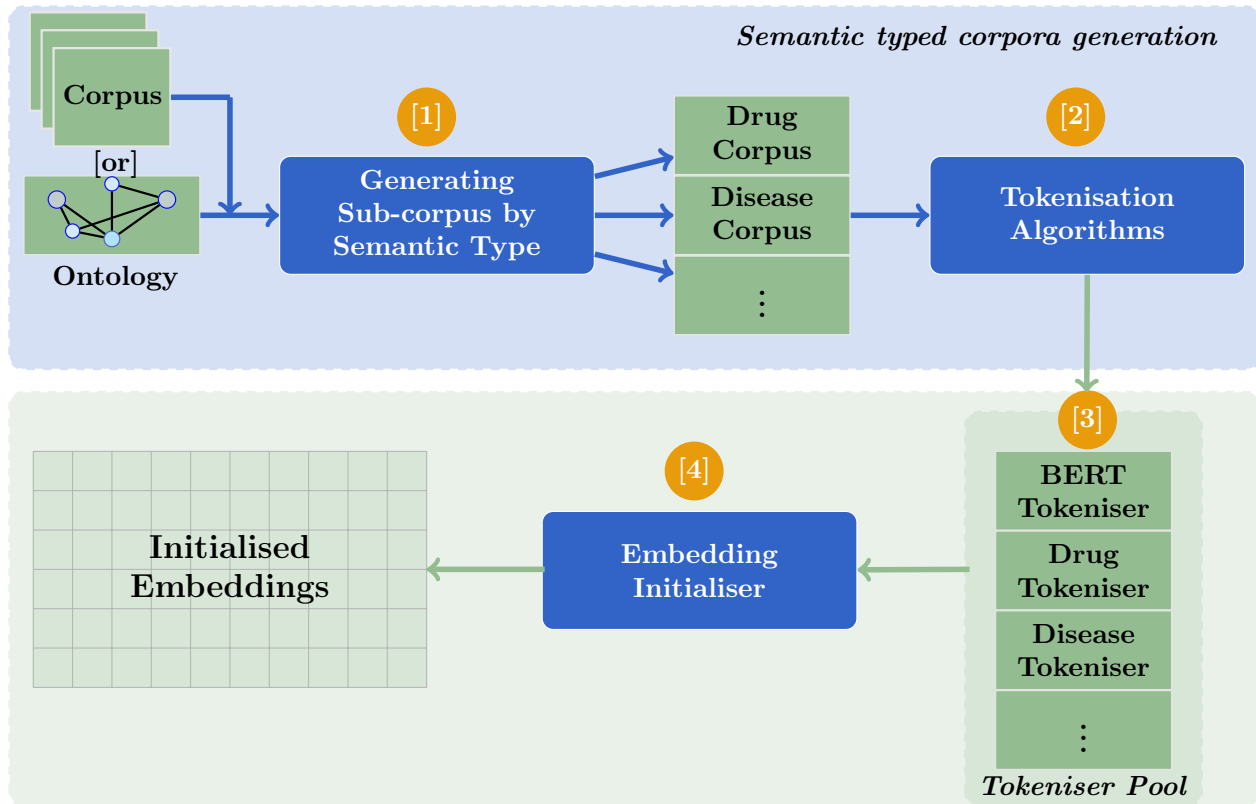 Semantic typed corpora generation
Corpus
[or]
Ontology
[1]
Generating
Sub-corpus by
Semantic Type
Drug
Corpus
Disease
Corpus
⋮
[2]
Tokenisation
Algorithms
[3]
BERT
Tokeniser
Drug
Tokeniser
Disease
Tokeniser
⋮
Tokeniser Pool
[4]
Embedding
Initialiser
Initialised
Embeddings